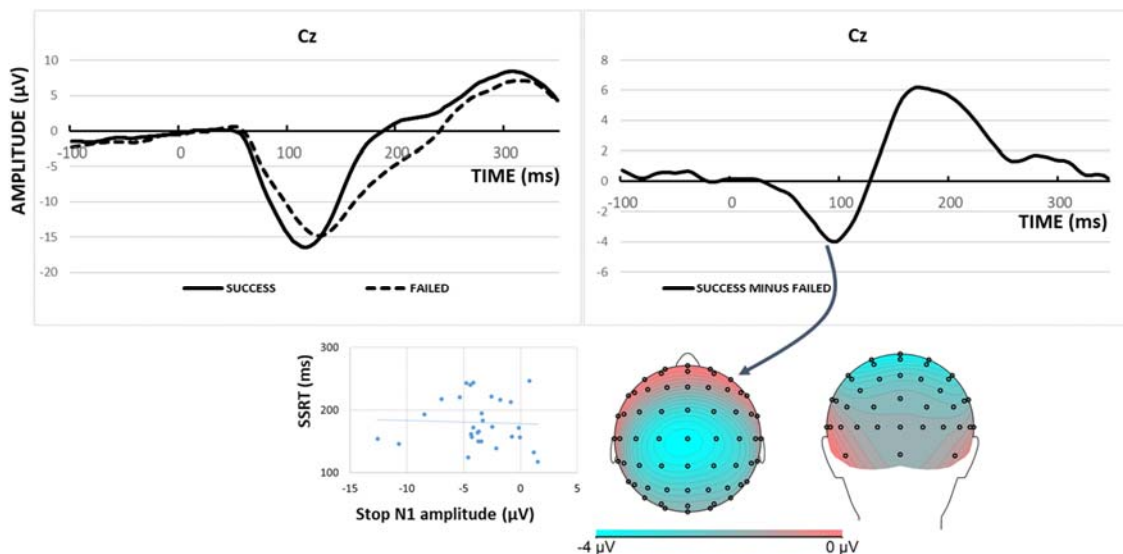 Cz
AMPLITUDE (µV)
10
5
0
-5
-10
-15
-20
-100
0
100
200
300
TIME (ms)
SUCCESS
FAILED
Cz
8
6
4
2
0
-2
-4
-6
-100
0
100
200
300
TIME (ms)
SUCCESS MINUS FAILED
SSRT (ms)
300
200
100
-15
-10
-5
0
5
Stop N1 amplitude (µV)
-4 µV
0 µV